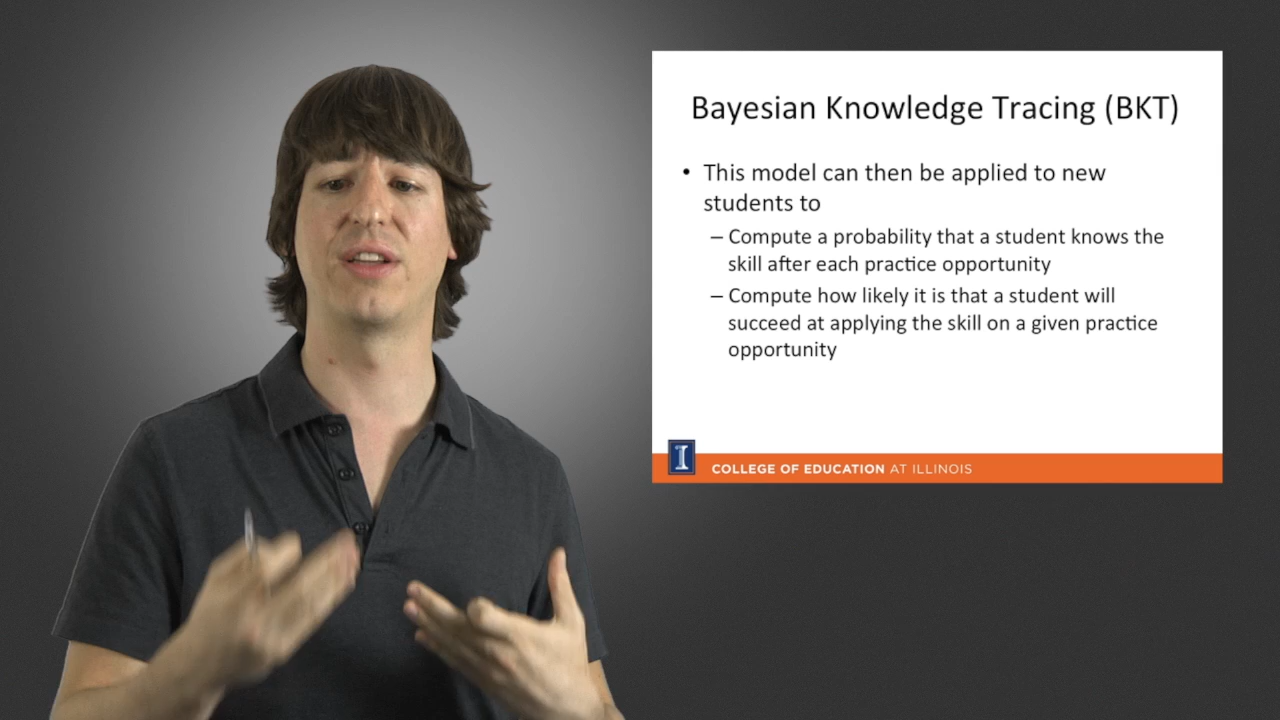 Bayesian Knowledge Tracing (BKT)
• This model can then be applied to new
students to
– Compute a probability that a student knows the
skill after each practice opportunity
– Compute how likely it is that a student will
succeed at applying the skill on a given practice
opportunity
I
COLLEGE OF EDUCATION AT ILLINOIS